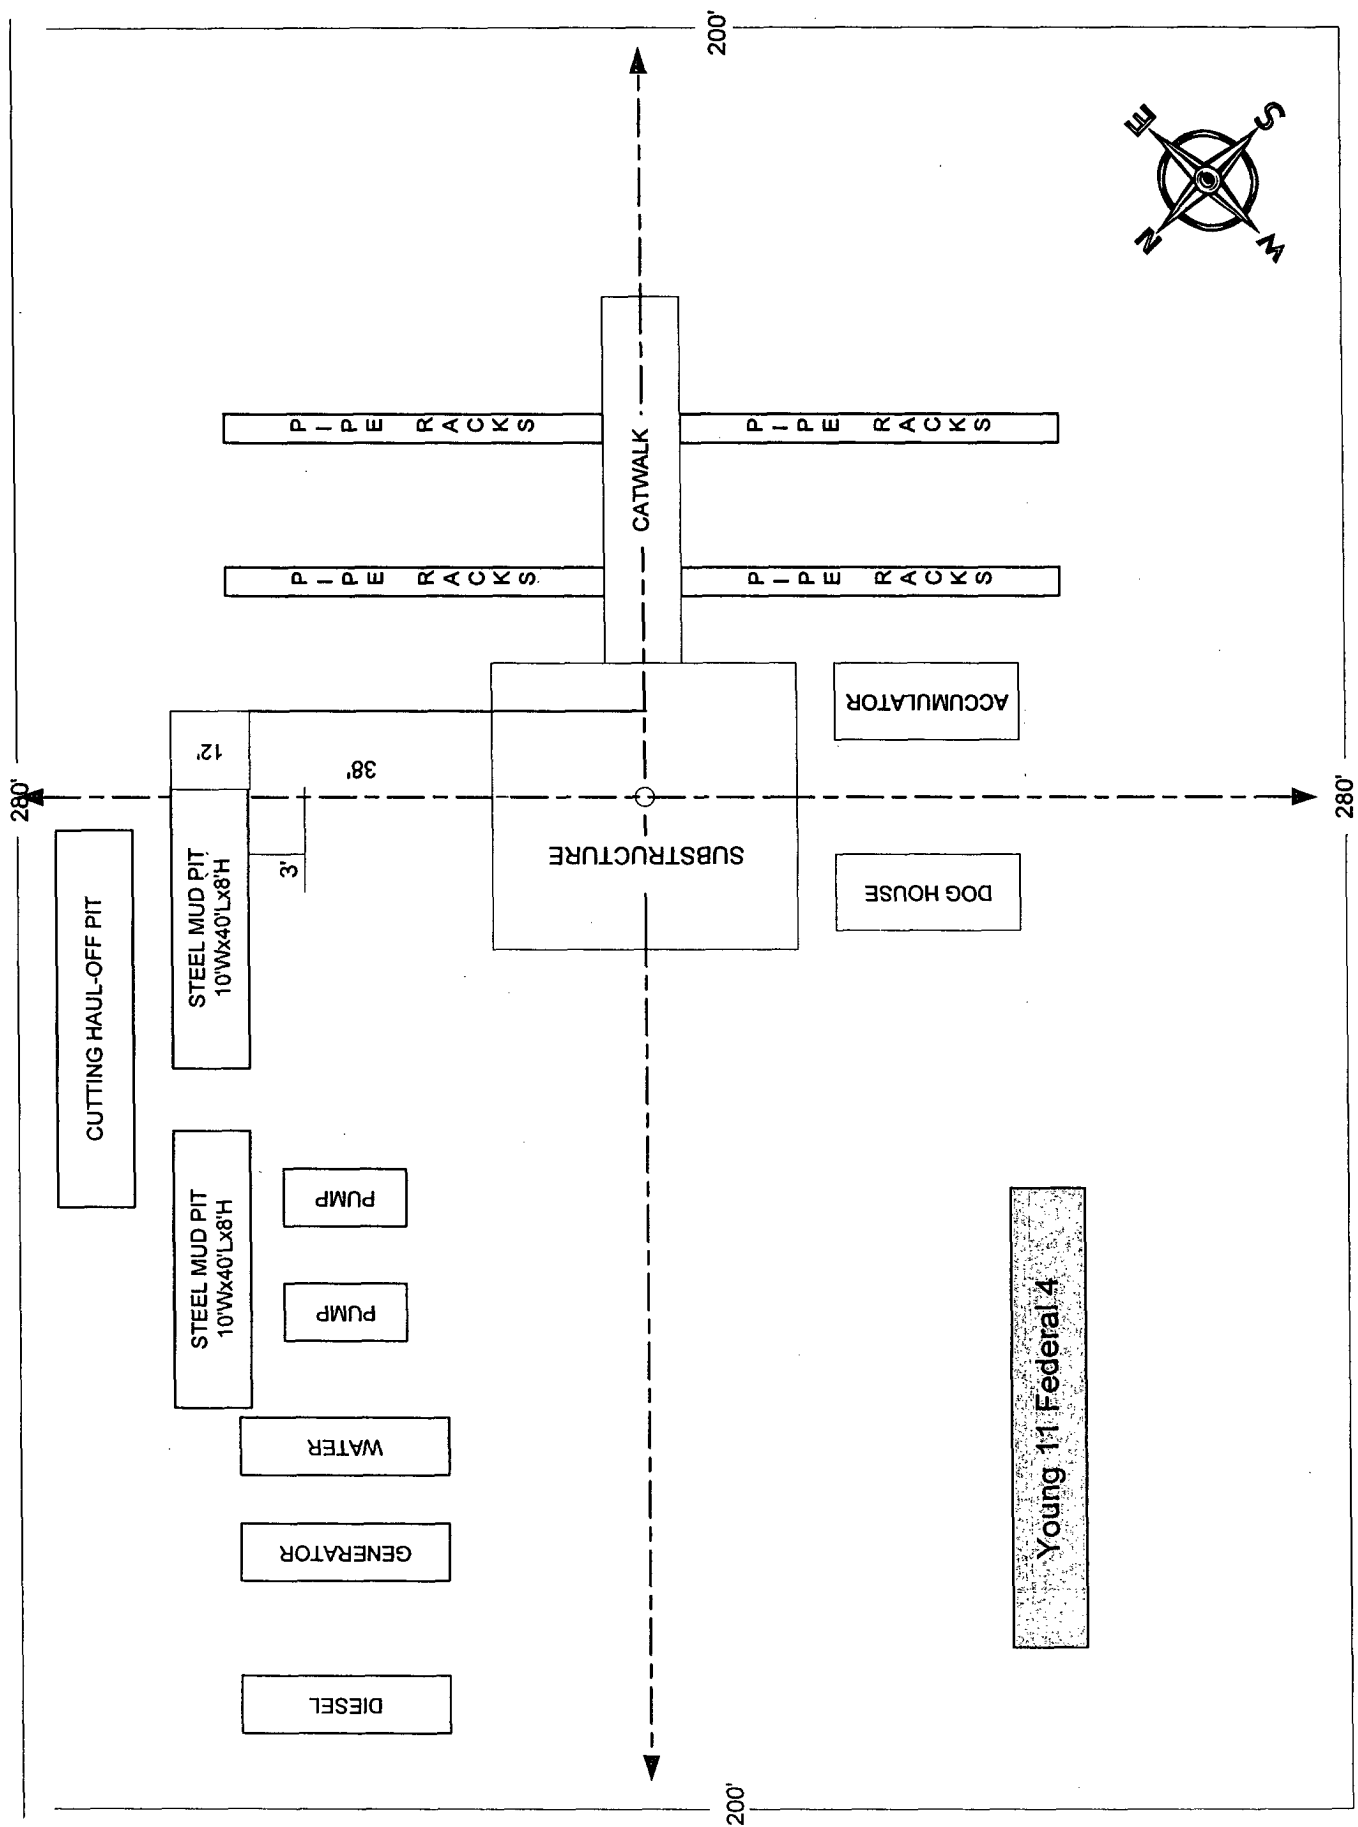 280'
CUTTING HAUL-OFF PIT
STEEL MUD PIT
10'Wx40'Lx8'H
STEEL MUD PIT
10'Wx40'Lx8'H
12'
3'
38'
PUMP
PUMP
WATER
GENERATOR
DIESEL
PIPE RACKS
PIPE RACKS
200'
SUBSTRUCTURE
CATWALK
200'
PIPE RACKS
PIPE RACKS
DOG HOUSE
ACCUMULATOR
Young 11 Federal 4
N
E
S
W
280'